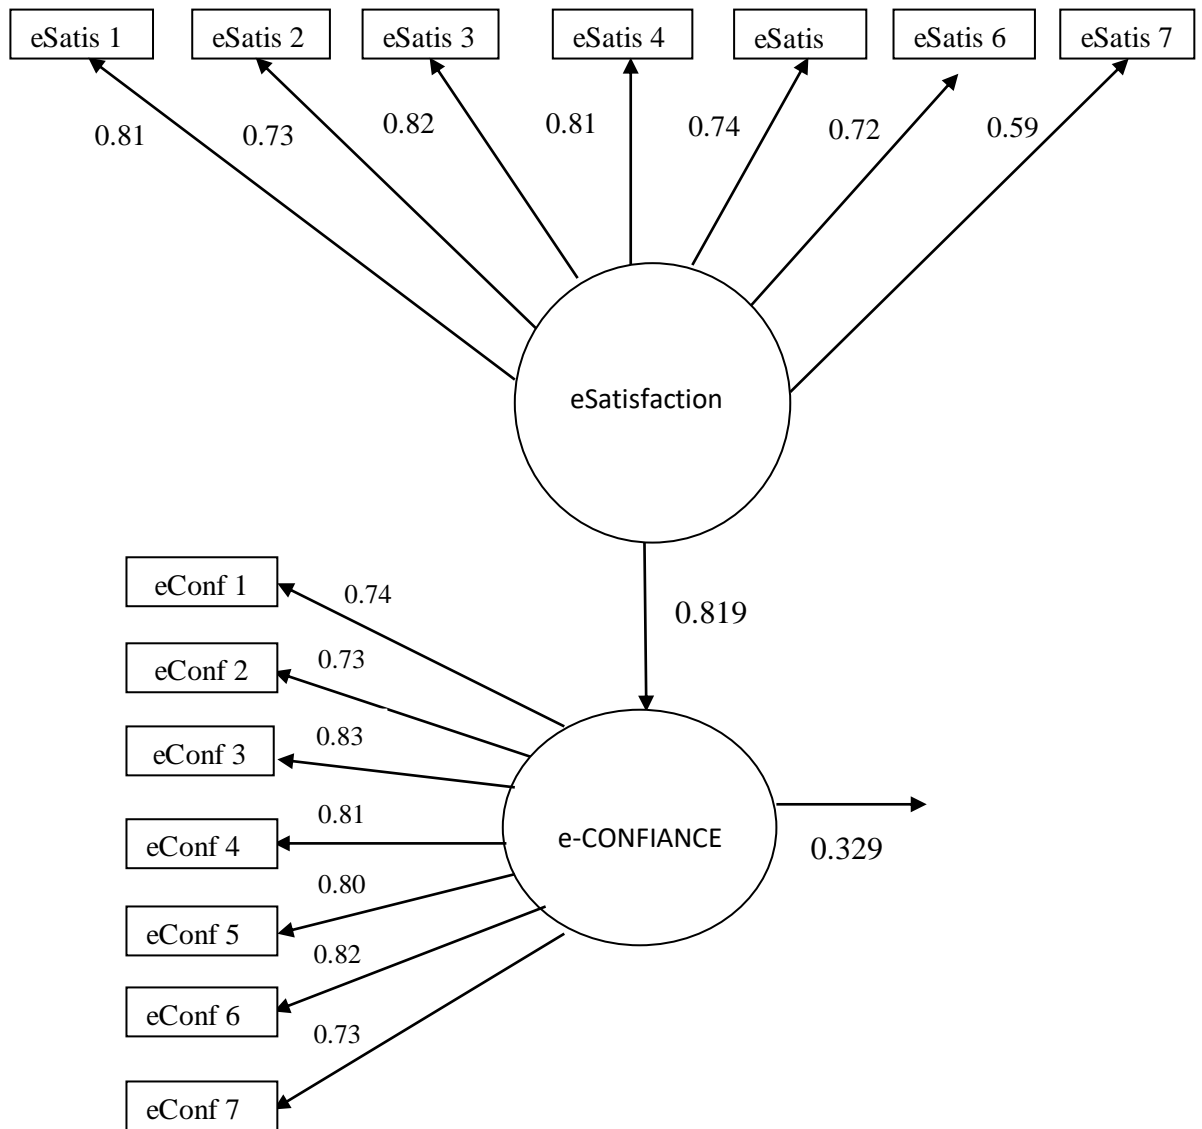 eSatis 1
eSatis 2
eSatis 3
eSatis 4
eSatis
eSatis 6
eSatis 7
0.81
0.73
0.82
0.81
0.74
0.72
0.59
eSatisfaction
0.819
eConf 1
0.74
eConf 2
0.73
eConf 3
0.83
eConf 4
0.81
eConf 5
0.80
eConf 6
0.82
eConf 7
0.73
e-CONFIANCE
0.329